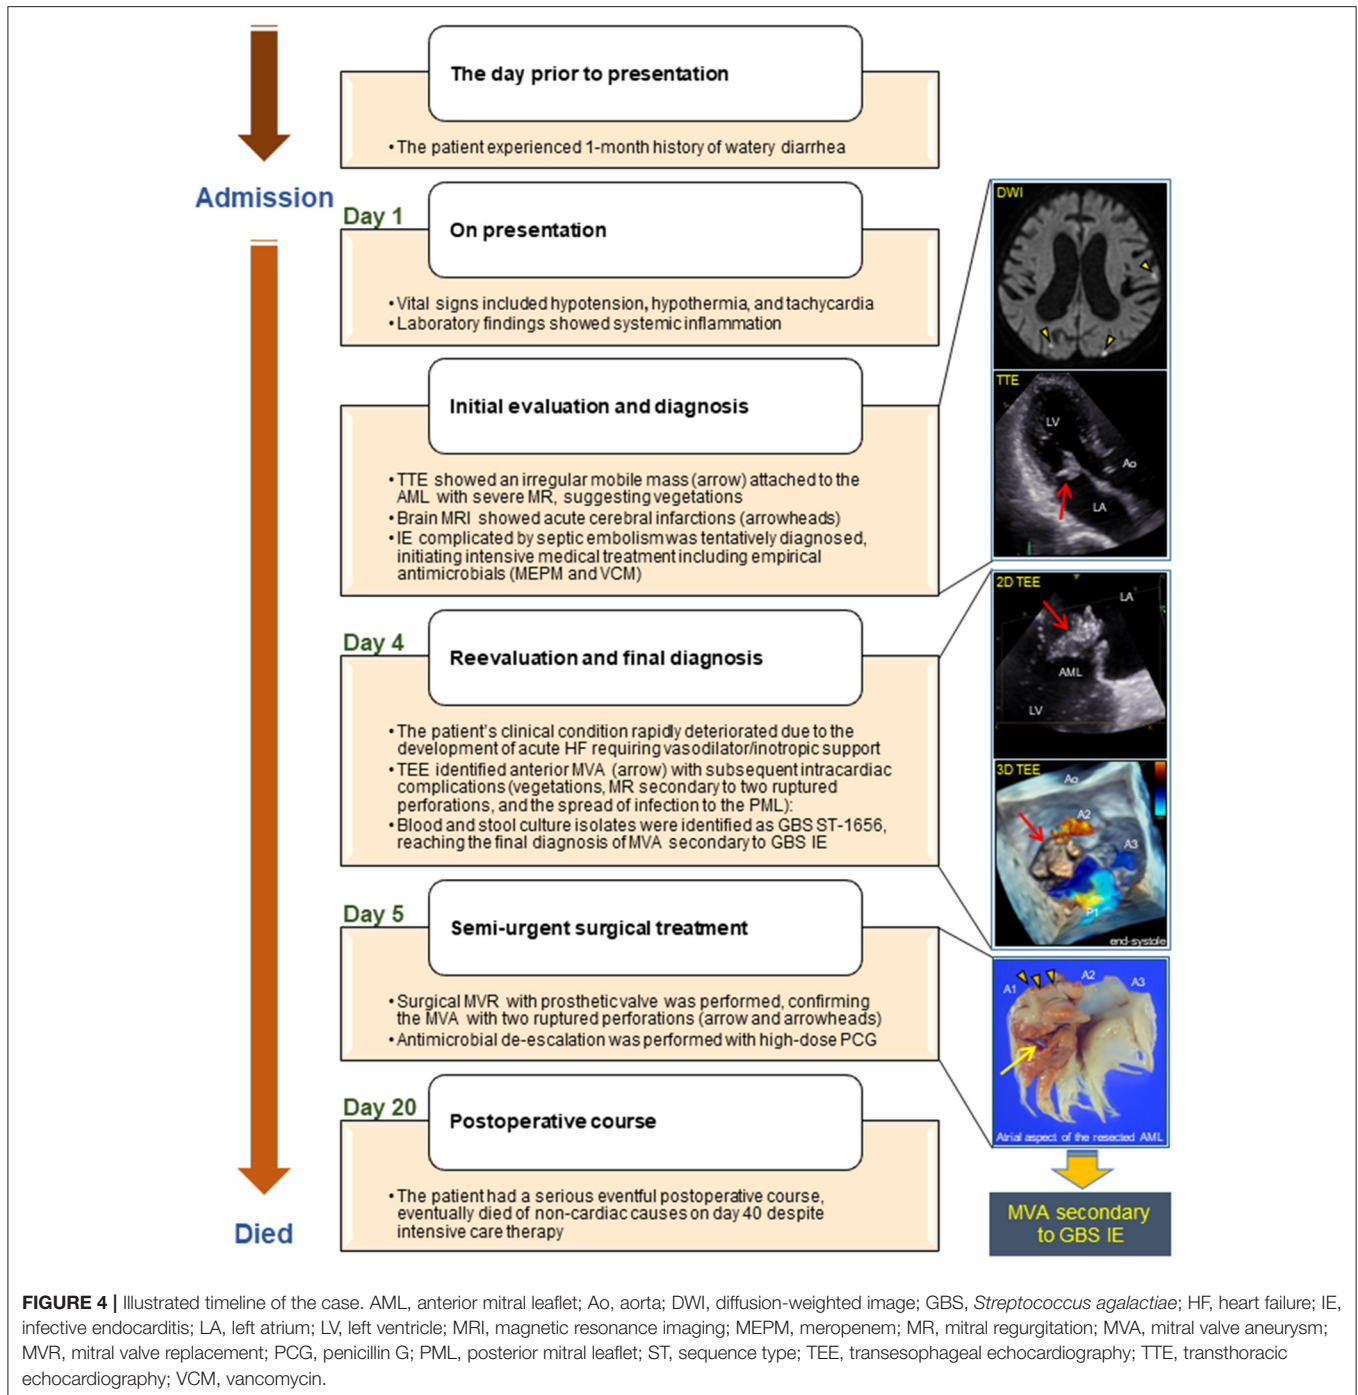 The day prior to presentation
• The patient experienced 1-month history of watery diarrhea
Admission
Day 1
On presentation
• Vital signs included hypotension, hypothermia, and tachycardia
• Laboratory findings showed systemic inflammation
Initial evaluation and diagnosis
• TTE showed an irregular mobile mass (arrow) attached to the
AML with severe MR, suggesting vegetations
• Brain MRI showed acute cerebral infarctions (arrowheads)
• IE complicated by septic embolism was tentatively diagnosed,
initiating intensive medical treatment including empirical
antimicrobials (MEPM and VCM)
DWI
TTE
LV
Ao
LA
Day 4
Reevaluation and final diagnosis
• The patient's clinical condition rapidly deteriorated due to the
development of acute HF requiring vasodilator/inotropic support
• TEE identified anterior MVA (arrow) with subsequent intracardiac
complications (vegetations, MR secondary to two ruptured
perforations, and the spread of infection to the PML):
• Blood and stool culture isolates were identified as GBS ST-1656,
reaching the final diagnosis of MVA secondary to GBS IE
2D TEE
LA
AML
LV
3D TEE
Ao
A2
A3
P1
end-systole
Day 5
Semi-urgent surgical treatment
• Surgical MVR with prosthetic valve was performed, confirming
the MVA with two ruptured perforations (arrow and arrowheads)
• Antimicrobial de-escalation was performed with high-dose PCG
A1
A2
A3
Atrial aspect of the resected AML
Day 20
Postoperative course
• The patient had a serious eventful postoperative course,
eventually died of non-cardiac causes on day 40 despite
intensive care therapy
Died
MVA secondary
to GBS IE
FIGURE 4 | Illustrated timeline of the case. AML, anterior mitral leaflet; Ao, aorta; DWI, diffusion-weighted image; GBS, Streptococcus agalactiae; HF, heart failure; IE,
infective endocarditis; LA, left atrium; LV, left ventricle; MRI, magnetic resonance imaging; MEPM, meropenem; MR, mitral regurgitation; MVA, mitral valve aneurysm;
MVR, mitral valve replacement; PCG, penicillin G; PML, posterior mitral leaflet; ST, sequence type; TEE, transesophageal echocardiography; TTE, transthoracic
echocardiography; VCM, vancomycin.